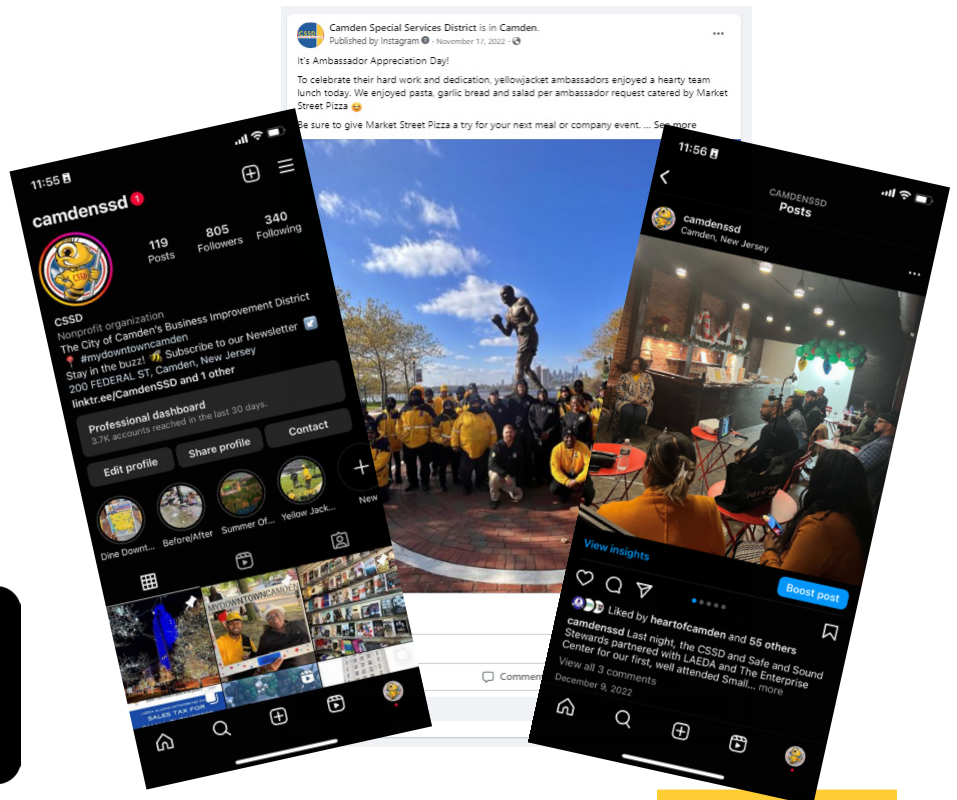 Camden Special Services District is in Camden.
Published by Instagram · November 17, 2022 ·
It's Ambassador Appreciation Day!
To celebrate their hard work and dedication, yellowjacket ambassadors enjoyed a hearty team
lunch today. We enjoyed pasta, garlic bread and salad per ambassador request catered by Market
Street Pizza 😊
Be sure to give Market Street Pizza a try for your next meal or company event. ... See more
Comment
11:55
camdenssd 1
119 805 340
Posts Followers Following
CSSD
CSSD
Nonprofit organization
The City of Camden's Business Improvement District
📍 #mydowntowncamden
Stay in the buzz! 🐝 Subscribe to our Newsletter ↙️
200 FEDERAL ST, Camden, New Jersey
linktr.ee/CamdenSSD and 1 other
Professional dashboard
3.7K accounts reached in the last 30 days.
Edit profile Share profile Contact
Dine Downt... Before/After Summer Of... Yellow Jack... New
MYDOWNTOWNCAMDEN
SALES TAX FOR
11:56
CAMDENSSD
Posts
camdenssd
Camden, New Jersey
View insights
Boost post
Liked by heartofcamden and 55 others
camdenssd Last night, the CSSD and Safe and Sound
Stewards partnered with LAEDA and The Enterprise
Center for our first, well attended Small... more
View all 3 comments
December 9, 2022